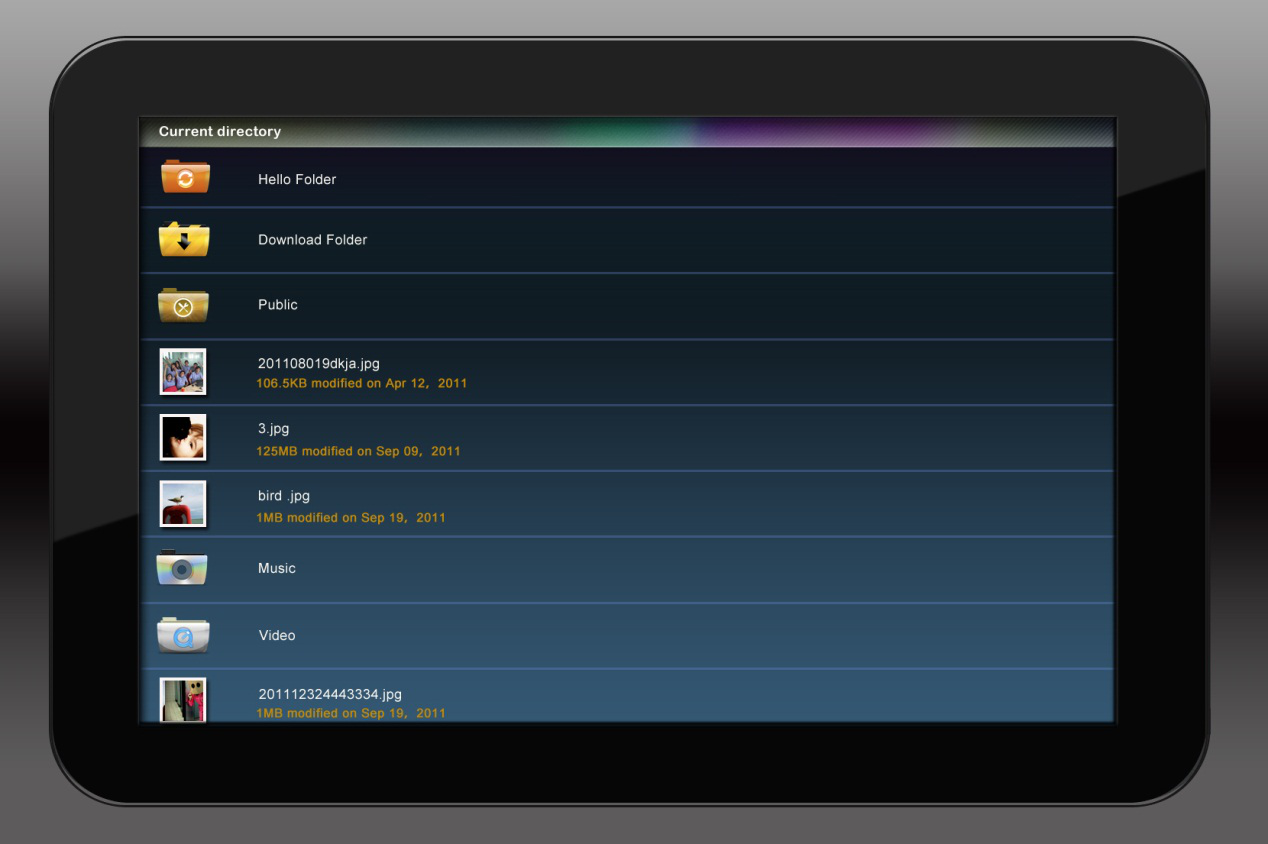 Current directory
Hello Folder
Download Folder
Public
201108019dkja.jpg
106.5KB modified on Apr 12, 2011
3.jpg
125MB modified on Sep 09, 2011
bird .jpg
1MB modified on Sep 19, 2011
Music
Video
201112324443334.jpg
1MB modified on Sep 19, 2011